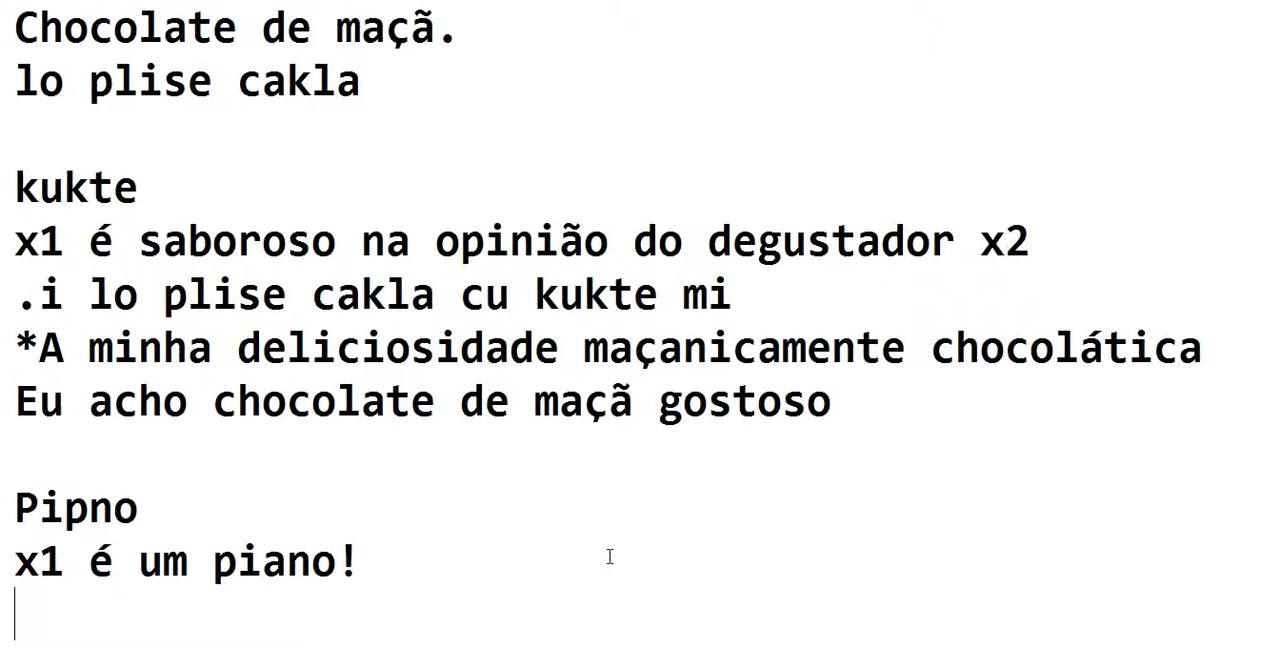 Chocolate de maçã.
lo plise cakla
kukte
x1 é saboroso na opinião do degustador x2
.i lo plise cakla cu kukte mi
*A minha deliciosidade maçanicamente chocolática
Eu acho chocolate de maçã gostoso
Pipno
x1 é um piano!